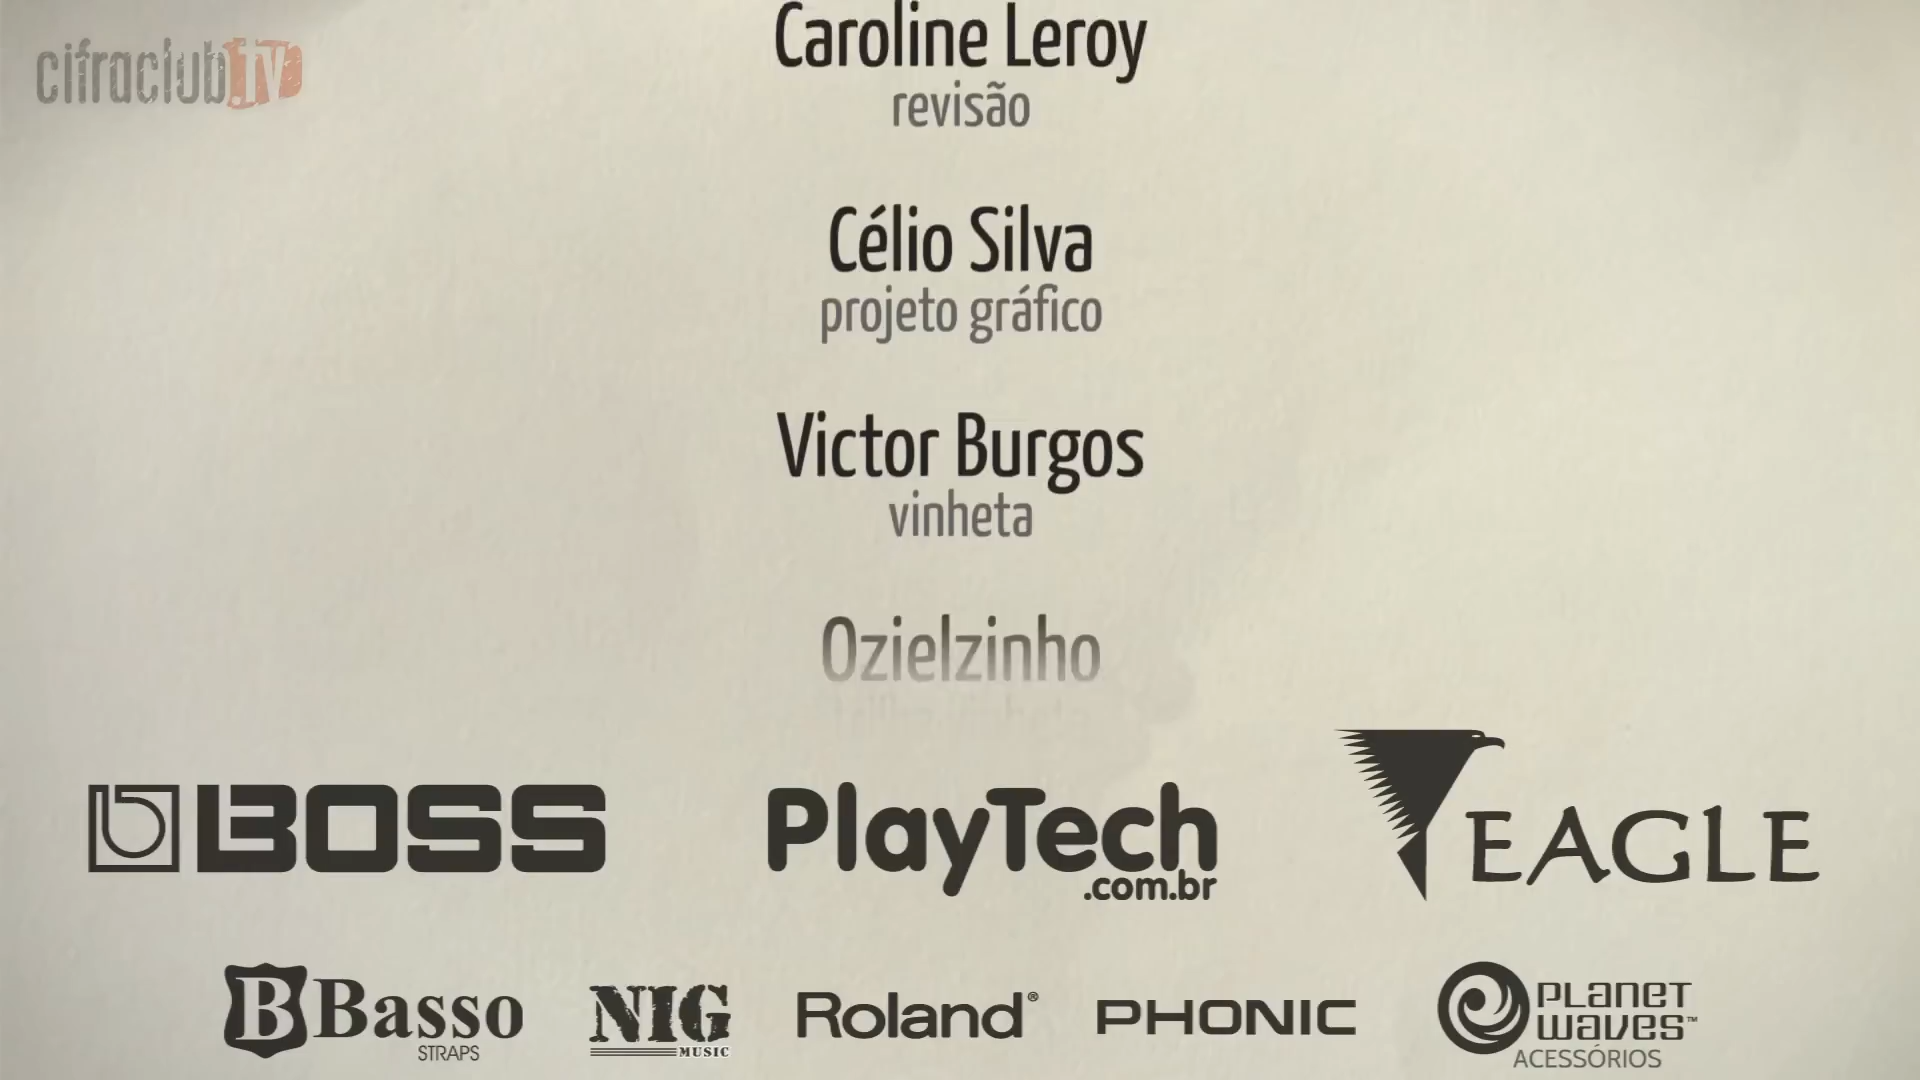 cifraclub.tv
Caroline Leroy
revisão
Célio Silva
projeto gráfico
Victor Burgos
vinheta
Ozielzinho
BOSS
PlayTech
.com.br
EAGLE
B Basso
STRAPS
NIG
MUSIC
Roland®
PHONIC
PLANET
WAVES™
ACESSÓRIOS